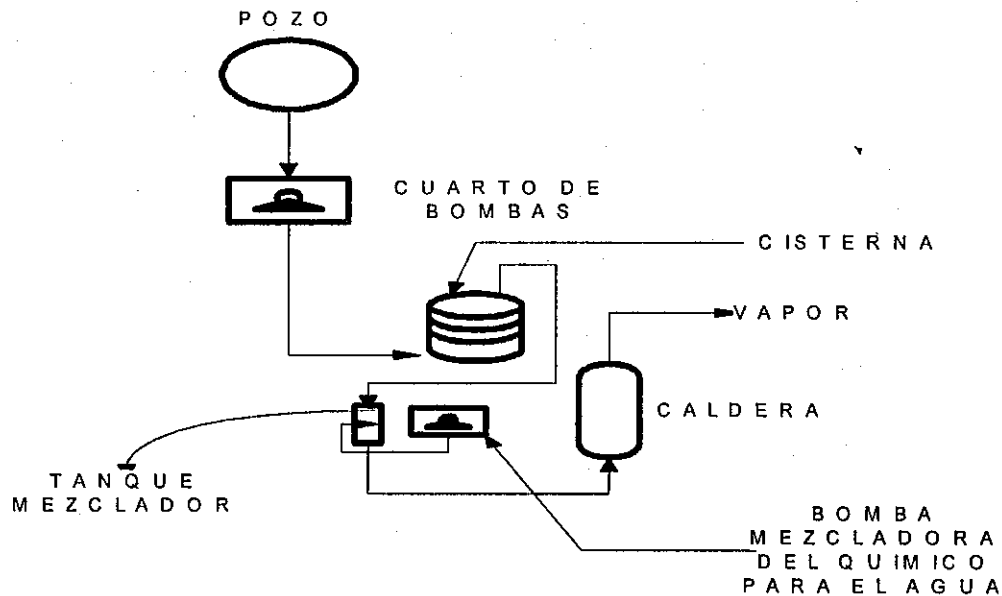 POZO
CUARTO DE
BOMBAS
CISTERNA
VAPOR
CALDERA
TANQUE
MEZCLADOR
BOMBA
MEZCLADORA
DEL QUIMICO
PARA EL AGUA